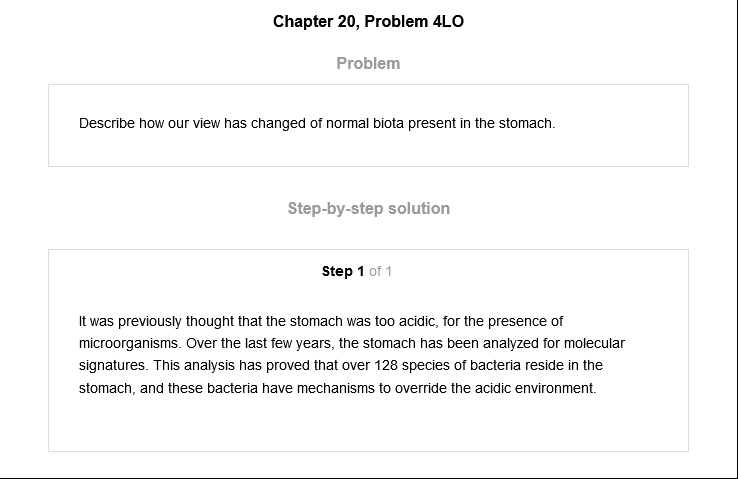 Chapter 20, Problem 4LO
Problem
Describe how our view has changed of normal biota present in the stomach.
Step-by-step solution
Step 1 of 1
It was previously thought that the stomach was too acidic, for the presence of
microorganisms. Over the last few years, the stomach has been analyzed for molecular
signatures. This analysis has proved that over 128 species of bacteria reside in the
stomach, and these bacteria have mechanisms to override the acidic environment.